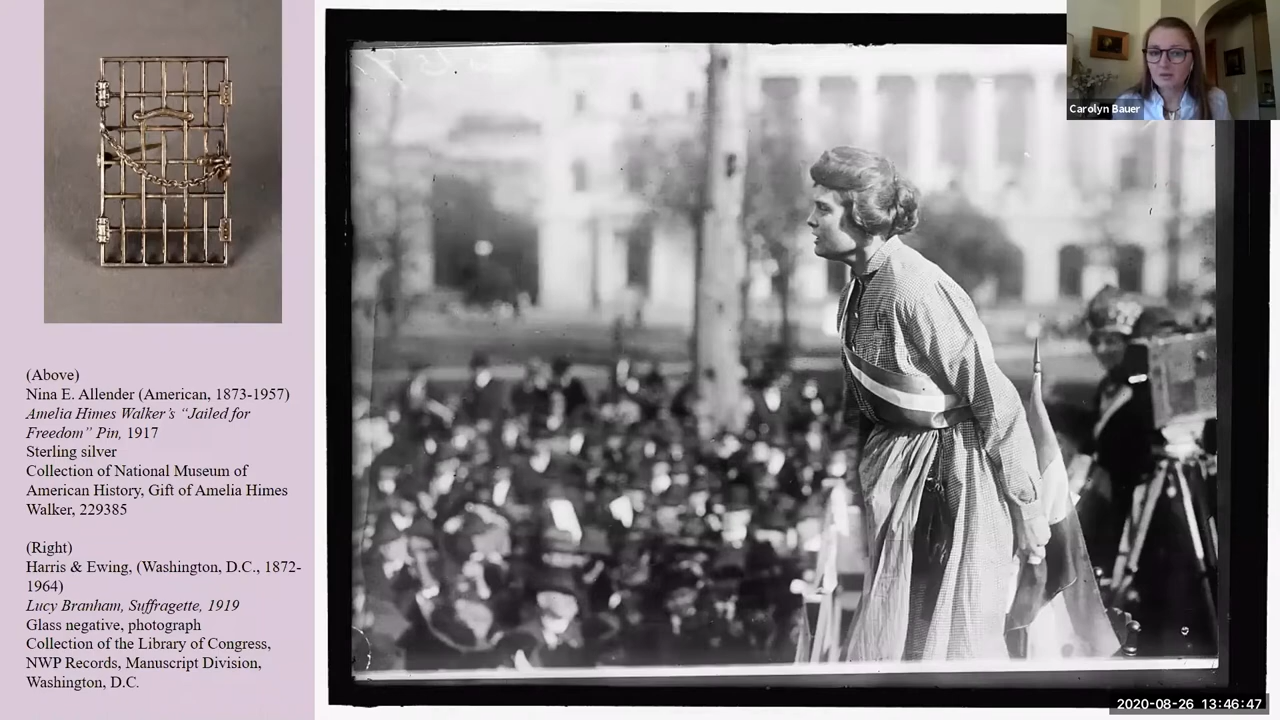 Carolyn Bauer
(Above)
Nina E. Allender (American, 1873-1957)
Amelia Himes Walker’s “Jailed for
Freedom” Pin, 1917
Sterling silver
Collection of National Museum of
American History, Gift of Amelia Himes
Walker, 229385
(Right)
Harris & Ewing, (Washington, D.C., 1872-
1964)
Lucy Branham, Suffragette, 1919
Glass negative, photograph
Collection of the Library of Congress,
NWP Records, Manuscript Division,
Washington, D.C.
2020-08-26 13:46:47